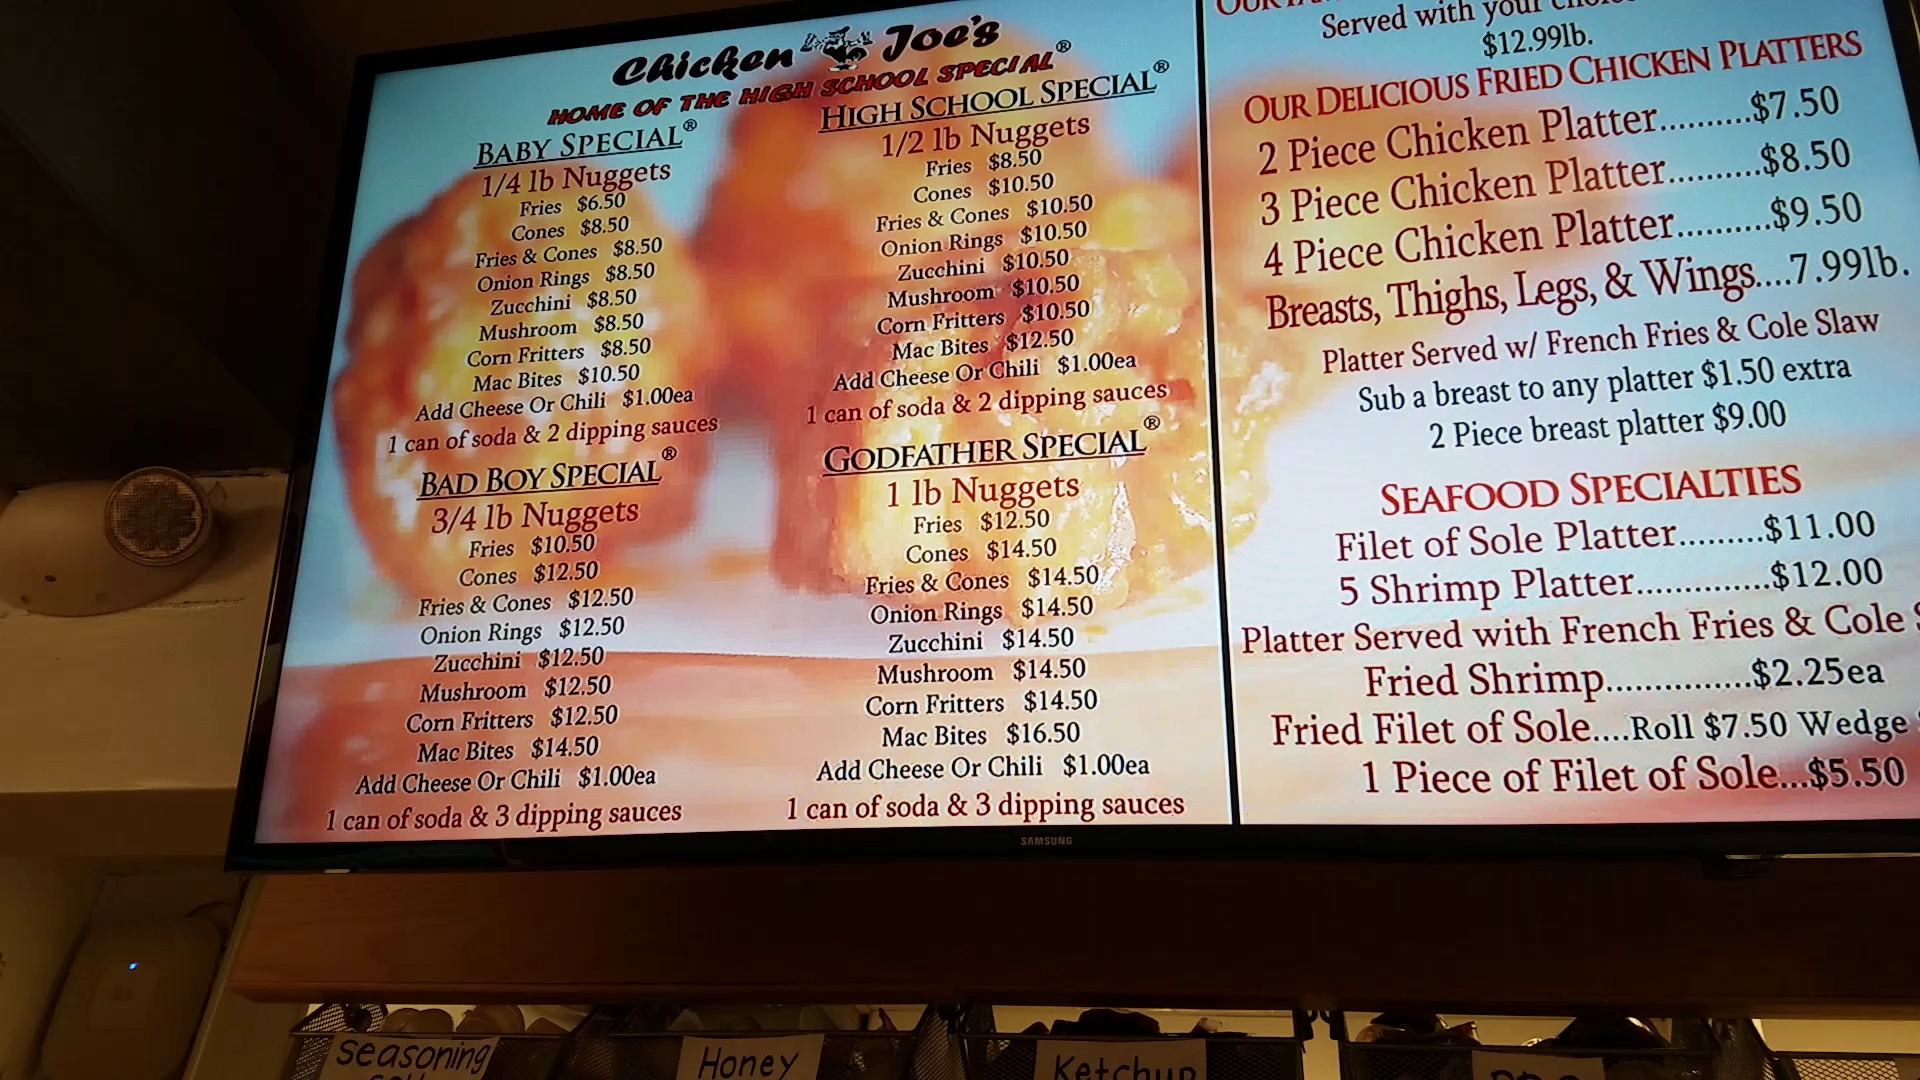 Chicken Joe's
HOME OF THE HIGH SCHOOL SPECIAL®
BABY SPECIAL®
1/4 lb Nuggets
Fries $6.50
Cones $8.50
Fries & Cones $8.50
Onion Rings $8.50
Zucchini $8.50
Mushroom $8.50
Corn Fritters $8.50
Mac Bites $10.50
Add Cheese Or Chili $1.00ea
1 can of soda & 2 dipping sauces
HIGH SCHOOL SPECIAL®
1/2 lb Nuggets
Fries $8.50
Cones $10.50
Fries & Cones $10.50
Onion Rings $10.50
Zucchini $10.50
Mushroom $10.50
Corn Fritters $10.50
Mac Bites $12.50
Add Cheese Or Chili $1.00ea
1 can of soda & 2 dipping sauces
BAD BOY SPECIAL®
3/4 lb Nuggets
Fries $10.50
Cones $12.50
Fries & Cones $12.50
Onion Rings $12.50
Zucchini $12.50
Mushroom $12.50
Corn Fritters $12.50
Mac Bites $14.50
Add Cheese Or Chili $1.00ea
1 can of soda & 3 dipping sauces
GODFATHER SPECIAL®
1 lb Nuggets
Fries $12.50
Cones $14.50
Fries & Cones $14.50
Onion Rings $14.50
Zucchini $14.50
Mushroom $14.50
Corn Fritters $14.50
Mac Bites $16.50
Add Cheese Or Chili $1.00ea
1 can of soda & 3 dipping sauces
Served with your
$12.99lb.
OUR DELICIOUS FRIED CHICKEN PLATTERS
2 Piece Chicken Platter..........$7.50
3 Piece Chicken Platter..........$8.50
4 Piece Chicken Platter..........$9.50
Breasts, Thighs, Legs, & Wings....7.99lb.
Platter Served w/ French Fries & Cole Slaw
Sub a breast to any platter $1.50 extra
2 Piece breast platter $9.00
SEAFOOD SPECIALTIES
Filet of Sole Platter.........$11.00
5 Shrimp Platter..............$12.00
Platter Served with French Fries & Cole
Fried Shrimp...............$2.25ea
Fried Filet of Sole....Roll $7.50 Wedge
1 Piece of Filet of Sole...$5.50
SAMSUNG
seasoning
Honey
Ketchup